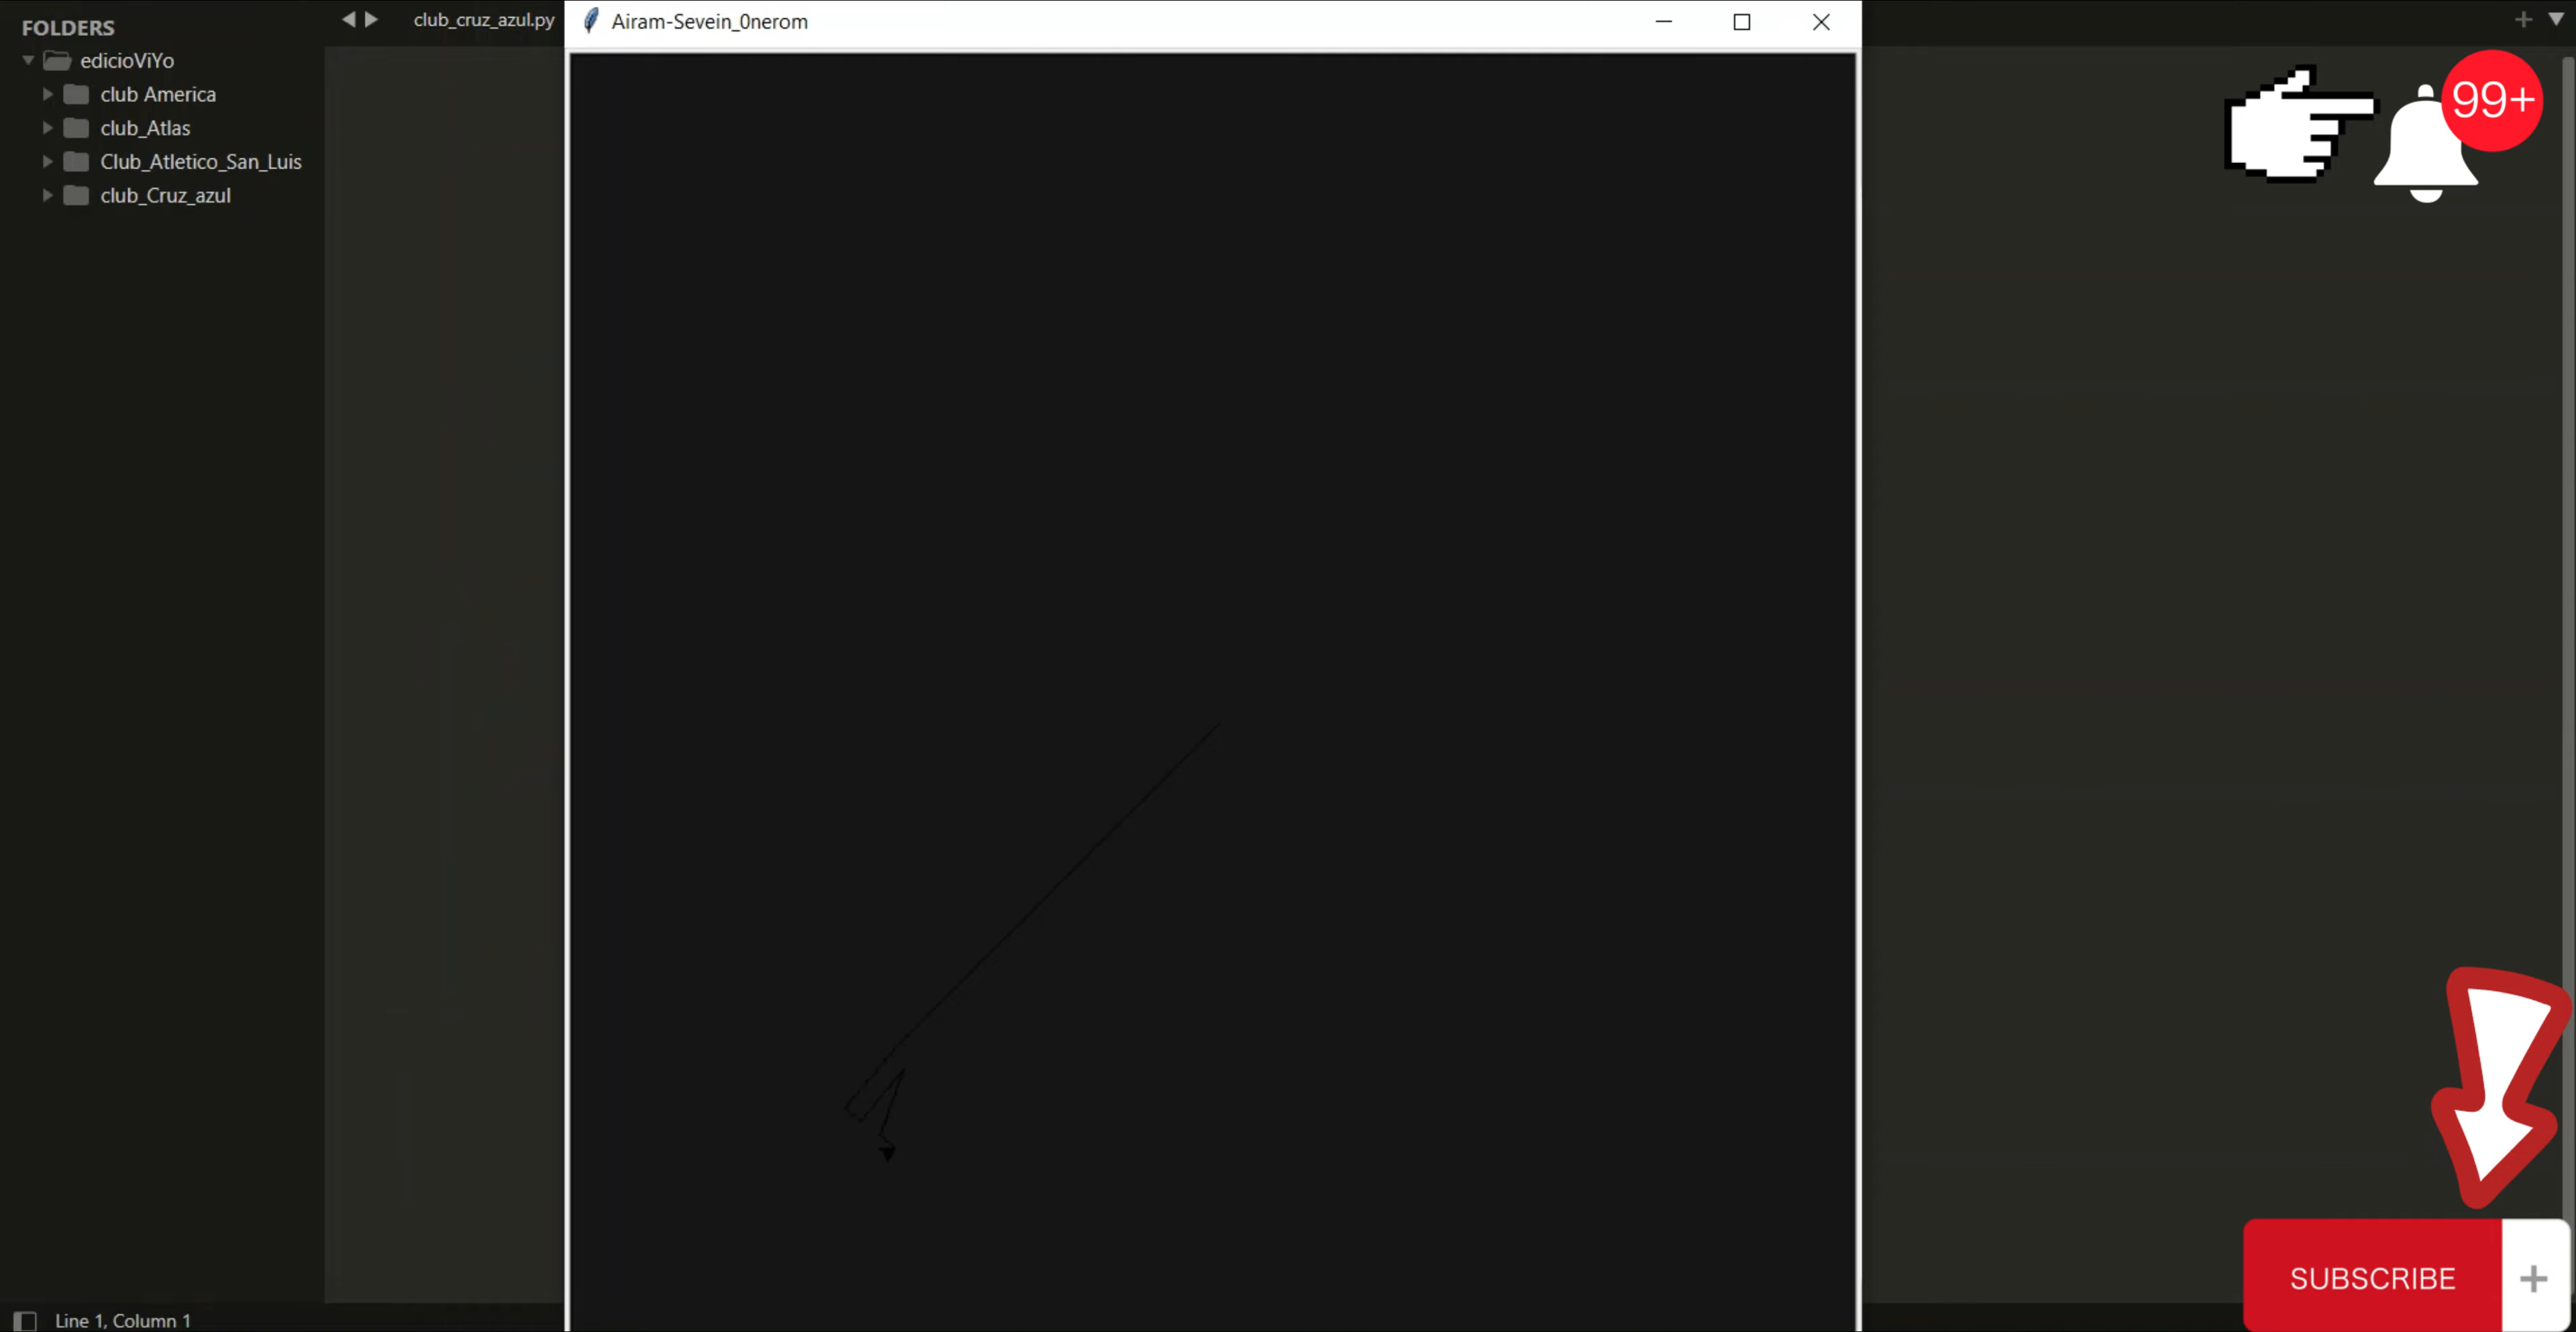 FOLDERS
edicioViYo
club America
club_Atlas
Club_Atletico_San_Luis
club_Cruz_azul
club_cruz_azul.py
Airam-Sevein_0nerom
99+
SUBSCRIBE
Line 1, Column 1